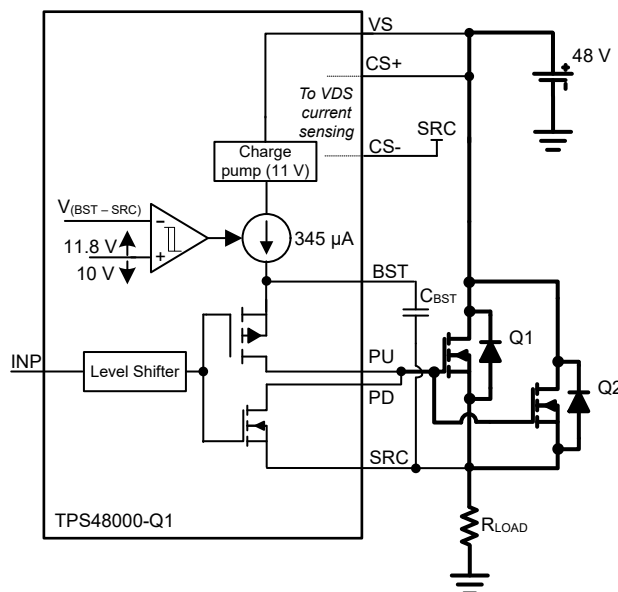 VS
CS+
48 V
To VDS
current
sensing
SRC
CS-
Charge
pump (11 V)
V(BST – SRC)
11.8 V
10 V
345 µA
BST
CBST
Q1
INP
Level Shifter
PU
PD
Q2
SRC
TPS48000-Q1
RLOAD